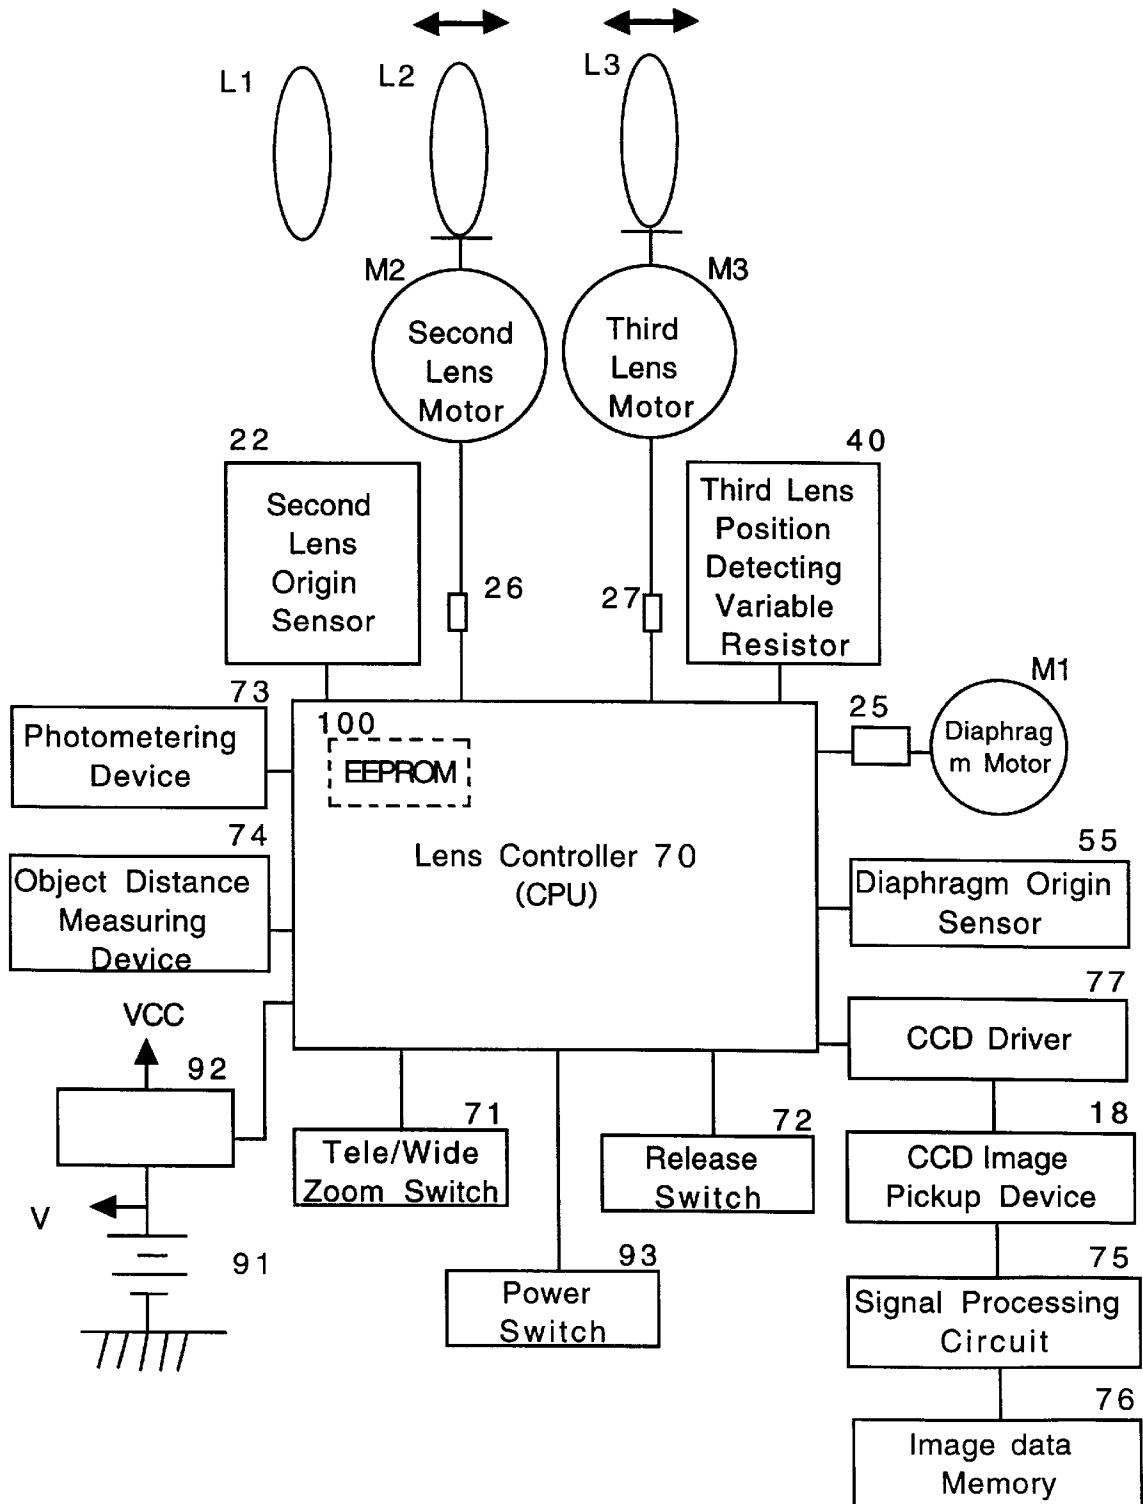 L1
L2
L3
M2
M3
Second
Lens
Motor
Third
Lens
Motor
22
40
Second
Lens
Origin
Sensor
26
27
Third Lens
Position
Detecting
Variable
Resistor
M1
73
Photometering
Device
100
EEPROM
25
Diaphrag
m Motor
74
Object Distance
Measuring
Device
Lens Controller 70
(CPU)
55
Diaphragm Origin
Sensor
VCC
92
77
CCD Driver
71
Tele/Wide
Zoom Switch
72
Release
Switch
18
CCD Image
Pickup Device
V
91
93
Power
Switch
75
Signal Processing
Circuit
76
Image data
Memory